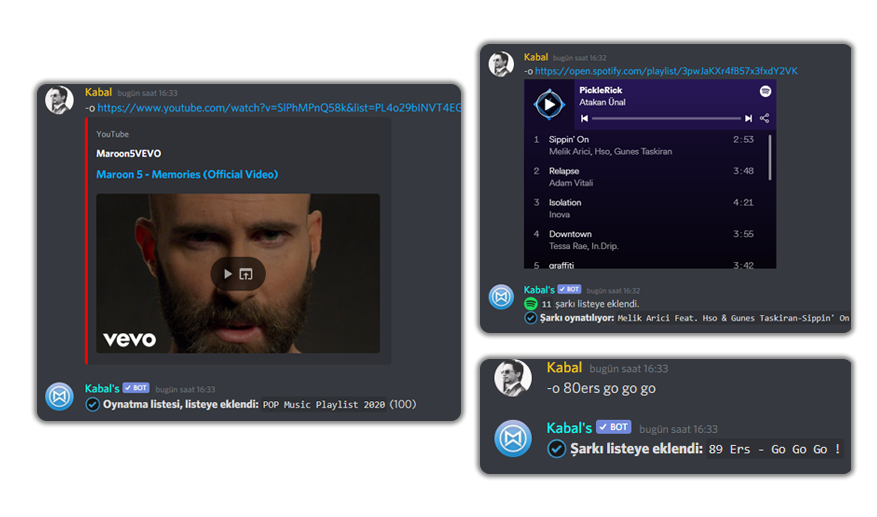 Kabal bugün saat 16:33
-o https://www.youtube.com/watch?v=SlPhMPnQ58k&list=PL4o29bINVT4EG
YouTube
Maroon5VEVO
Maroon 5 - Memories (Official Video)
vevo
Kabal's BOT bugün saat 16:33
Oynatma listesi, listeye eklendi: POP Music Playlist 2020 (100)
Kabal bugün saat 16:32
-o https://open.spotify.com/playlist/3pwJaKXr4fB57x3fxdY2VK
PickleRick
Atakan Ünal
1 Sippin' On 2:53
Melik Arici, Hso, Gunes Taskiran
2 Relapse 3:48
Adam Vitali
3 Isolation 4:21
Inova
4 Downtown 3:55
Tessa Rae, In.Drip.
5 graffiti 3:42
Kabal's BOT bugün saat 16:32
11 şarkı listeye eklendi.
Şarkı oynatılıyor: Melik Arici Feat. Hso & Gunes Taskiran-Sippin' On
Kabal bugün saat 16:33
-o 80ers go go go
Kabal's BOT bugün saat 16:33
Şarkı listeye eklendi: 89 Ers - Go Go Go !